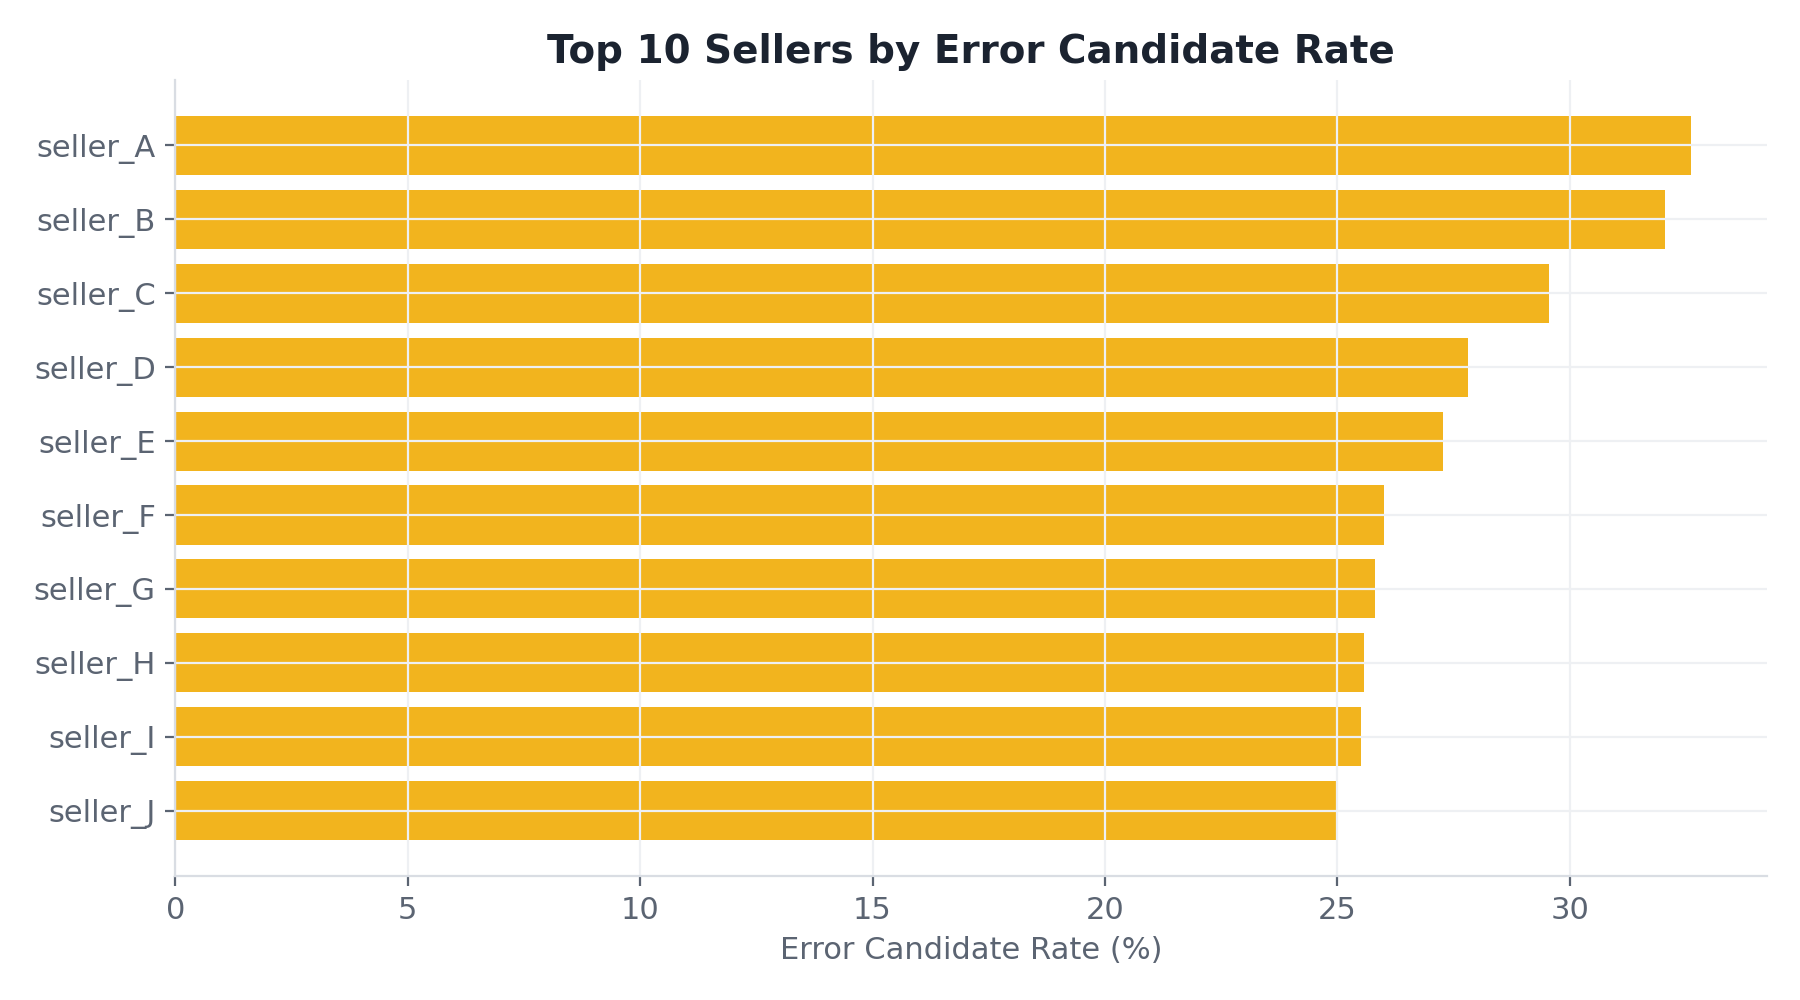 Top 10 Sellers by Error Candidate Rate
seller_A
seller_B
seller_C
seller_D
seller_E
seller_F
seller_G
seller_H
seller_I
seller_J
0 5 10 15 20 25 30
Error Candidate Rate (%)